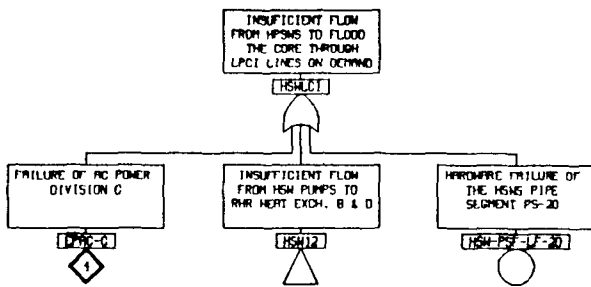 INSUFICIENT FLOW
FROM HPSWS TO FLOOD
THE CORE THROUGH
LPCI LINES ON DEMAND
HSWLCI
FAILURE OF AC POWER
DIVISION C
INSUFFICIENT FLOW
FROM HSW PUMPS TO
RHR HEAT EXCH. B & D
HARDWARE FAILURE OF
THE HSWS PIPE
SEGMENT PS-20
EPAC-C
HSW12
HSW-PSF-LF-20